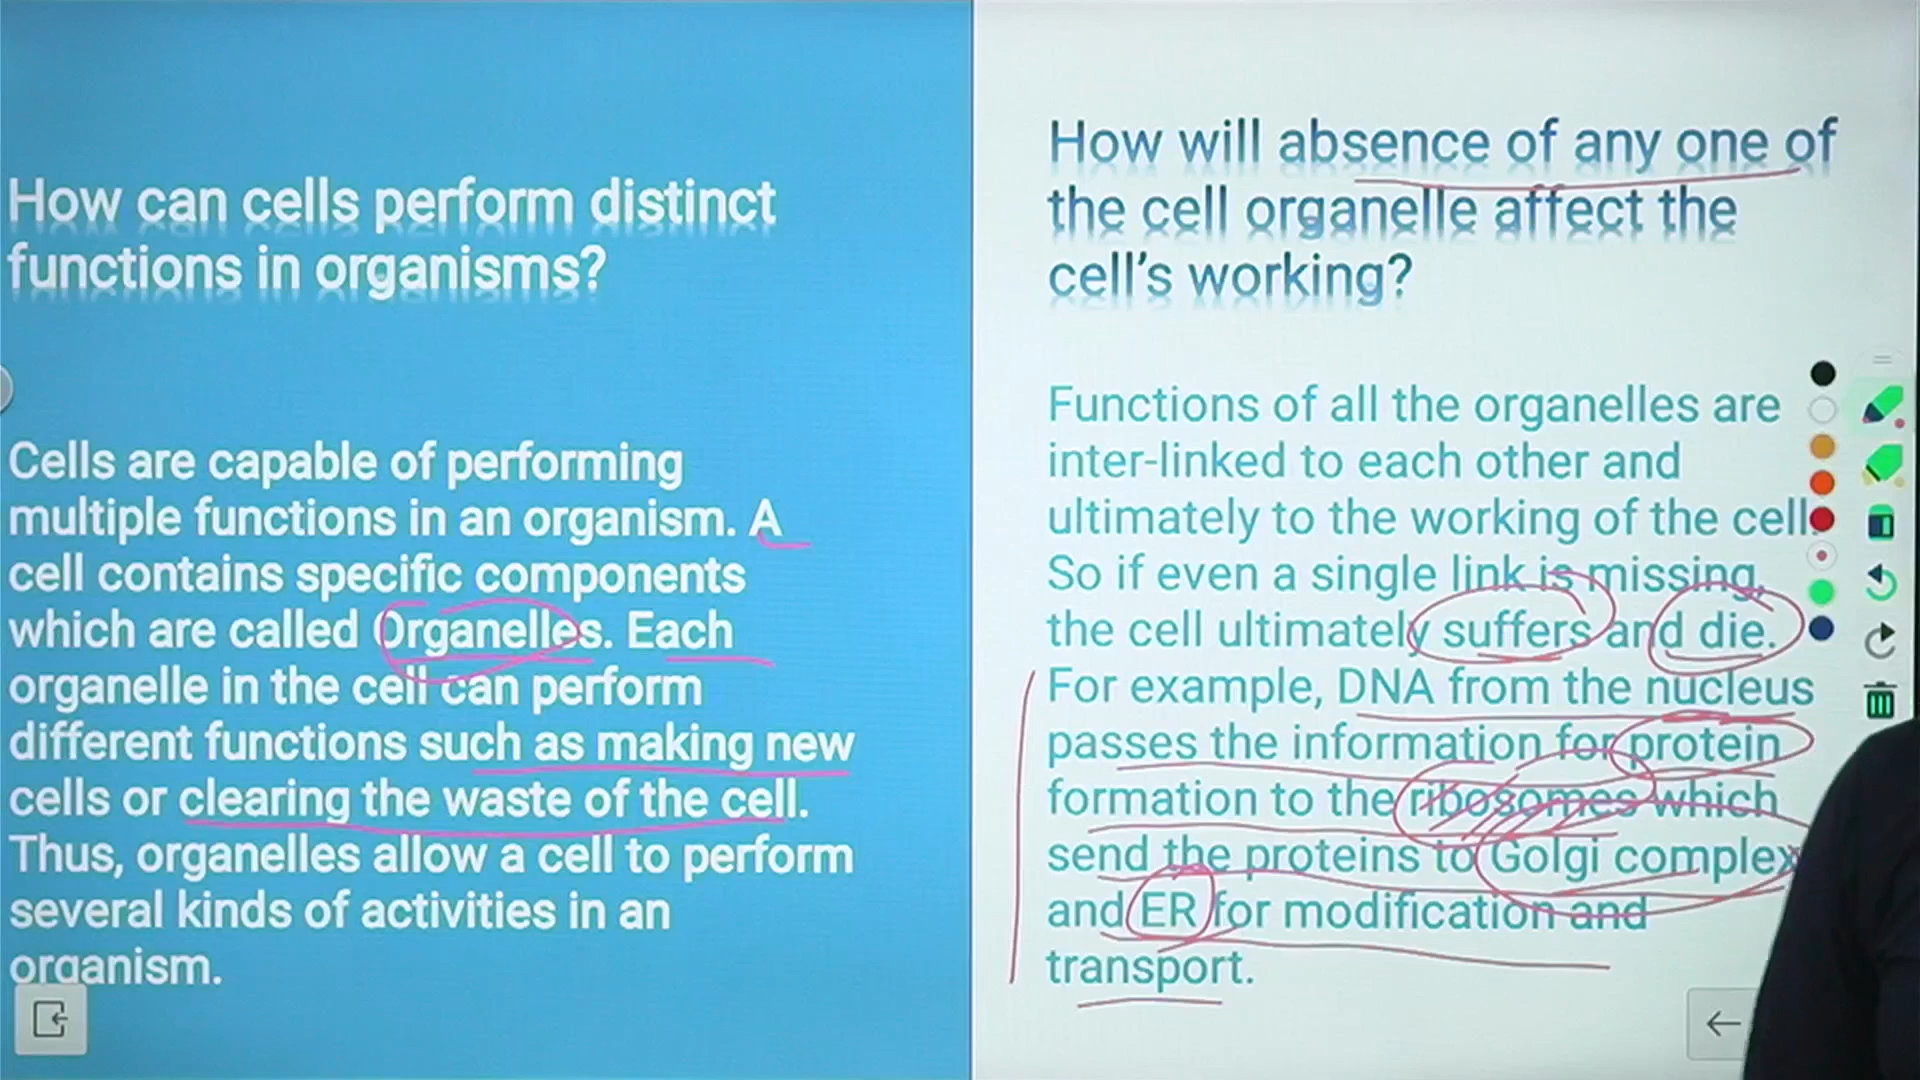 How can cells perform distinct
functions in organisms?
Cells are capable of performing
multiple functions in an organism. A
cell contains specific components
which are called Organelles. Each
organelle in the cell can perform
different functions such as making new
cells or clearing the waste of the cell.
Thus, organelles allow a cell to perform
several kinds of activities in an
organism.
How will absence of any one of
the cell organelle affect the
cell's working?
Functions of all the organelles are
inter-linked to each other and
ultimately to the working of the cell.
So if even a single link is missing,
the cell ultimately suffers and die.
For example, DNA from the nucleus
passes the information for protein
formation to the ribosomes which
send the proteins to Golgi complex
and ER for modification and
transport.